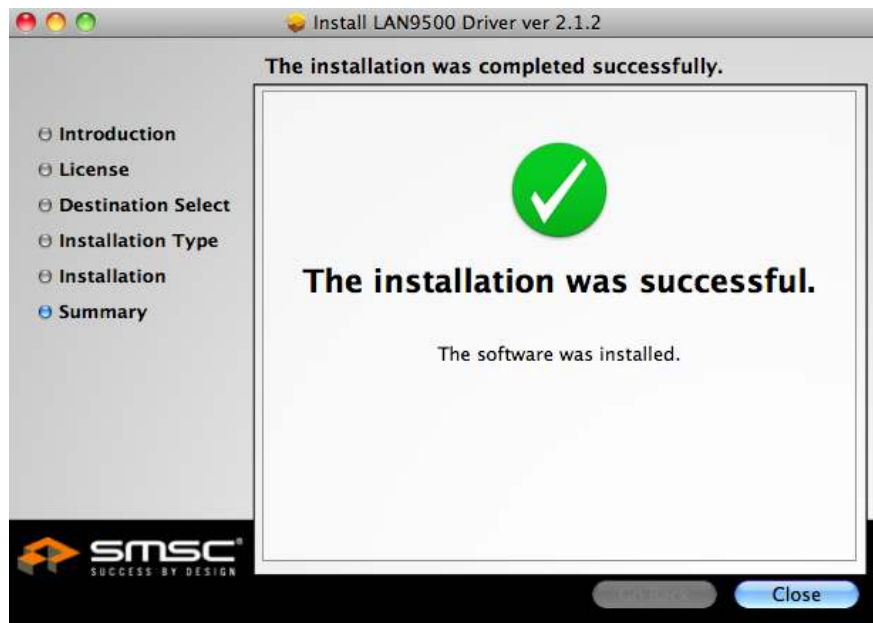 Install LAN9500 Driver ver 2.1.2
The installation was completed successfully.
Introduction
License
Destination Select
Installation Type
Installation
Summary
The installation was successful.
The software was installed.
smsc
SUCCESS BY DESIGN
Close